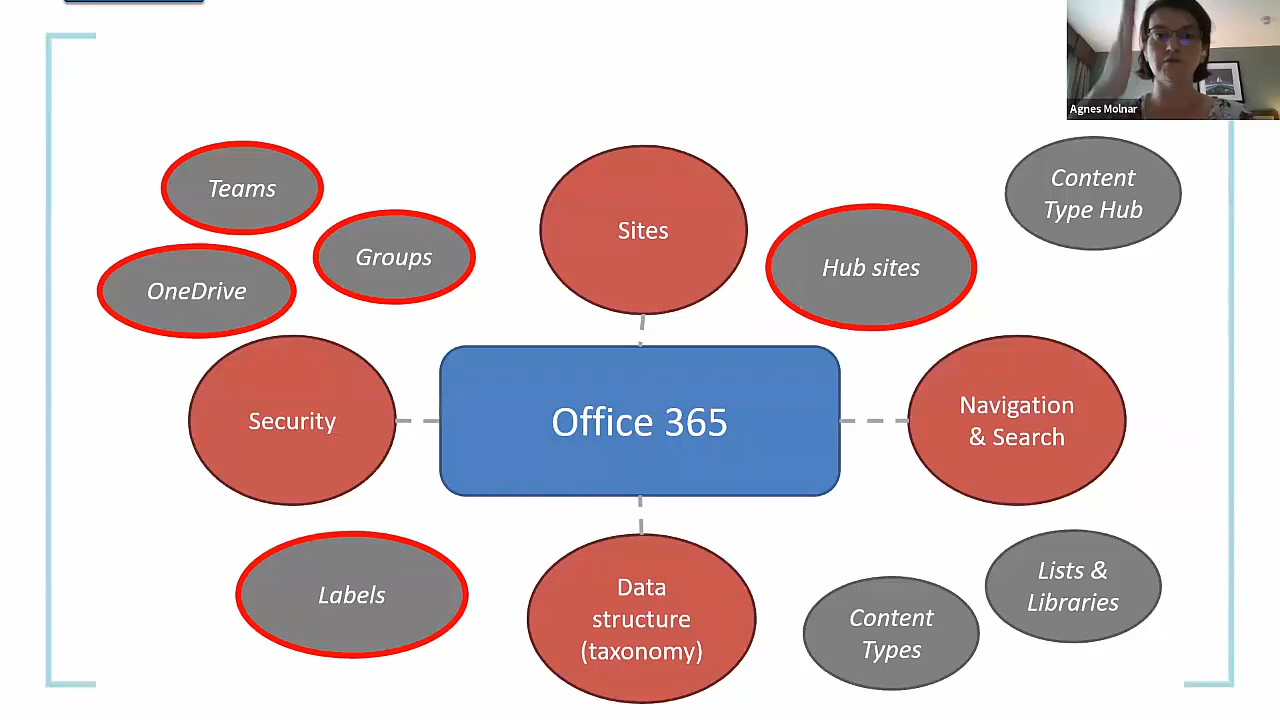 Agnes Molnar
Teams
Groups
OneDrive
Sites
Hub sites
Content
Type Hub
Security
Office 365
Navigation
& Search
Labels
Data
structure
(taxonomy)
Content
Types
Lists &
Libraries